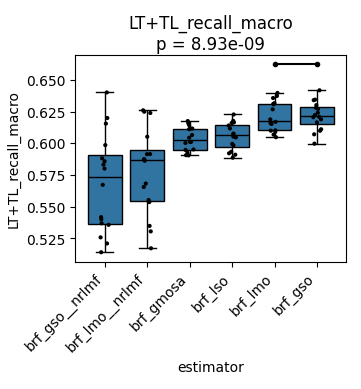 LT+TL_recall_macro
p = 8.93e-09
LT+TL_recall_macro
0.650
0.625
0.600
0.575
0.550
0.525
brf_gso__nrlmf
brf_lmo__nrlmf
brf_gmosa
brf_lso
brf_lmo
brf_gso
estimator